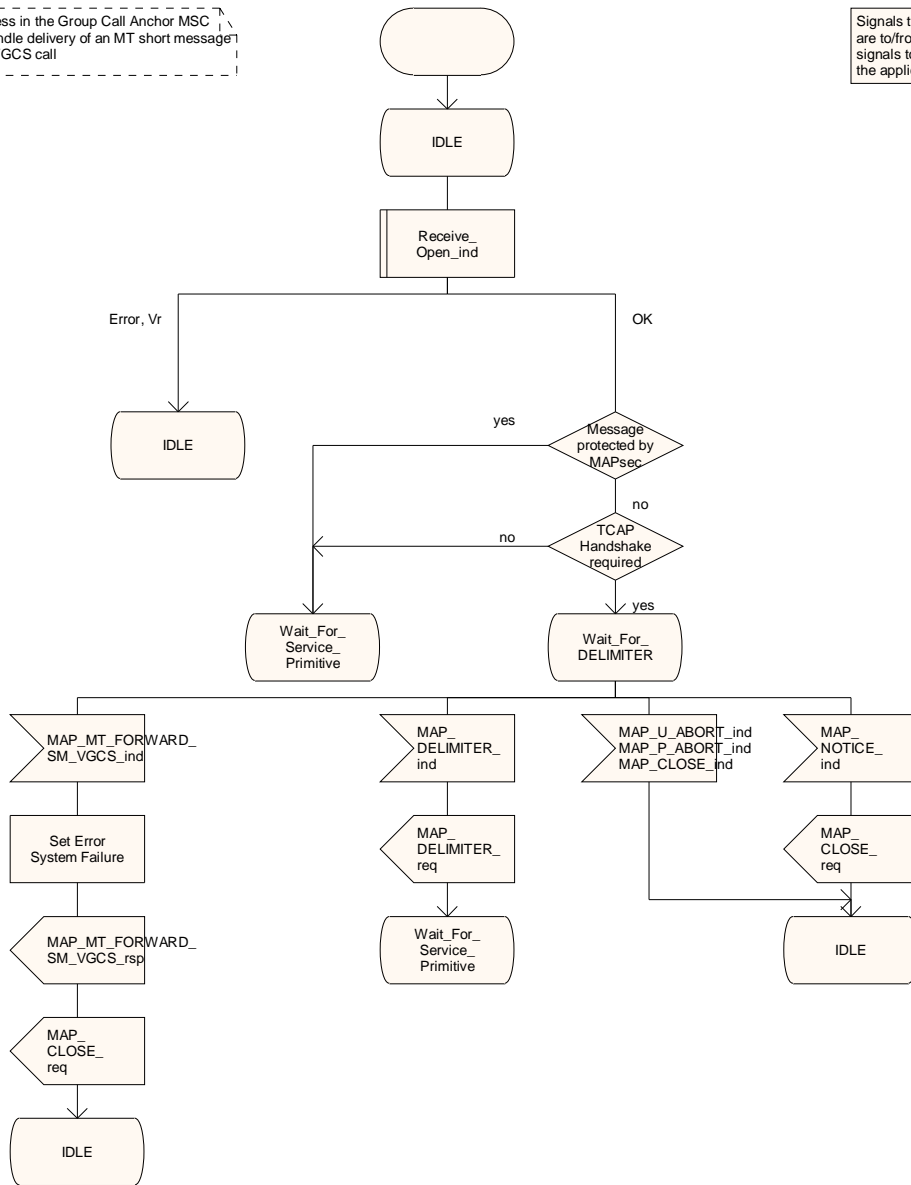 ess in the Group Call Anchor MSC
ndle delivery of an MT short message
GCS call
Signals t
are to/fro
signals to
the applic
IDLE
Receive_
Open_ind
Error, Vr
OK
IDLE
yes
Message
protected by
MAPsec
no
no
TCAP
Handshake
required
yes
Wait_For_
Service_
Primitive
Wait_For_
DELIMITER
MAP_MT_FORWARD_
SM_VGCS_ind
MAP_
DELIMITER_
ind
MAP_U_ABORT_ind
MAP_P_ABORT_ind
MAP_CLOSE_ind
MAP_
NOTICE_
ind
Set Error
System Failure
MAP_
DELIMITER_
req
MAP_
CLOSE_
req
MAP_MT_FORWARD_
SM_VGCS_rsp
Wait_For_
Service_
Primitive
IDLE
MAP_
CLOSE_
req
IDLE